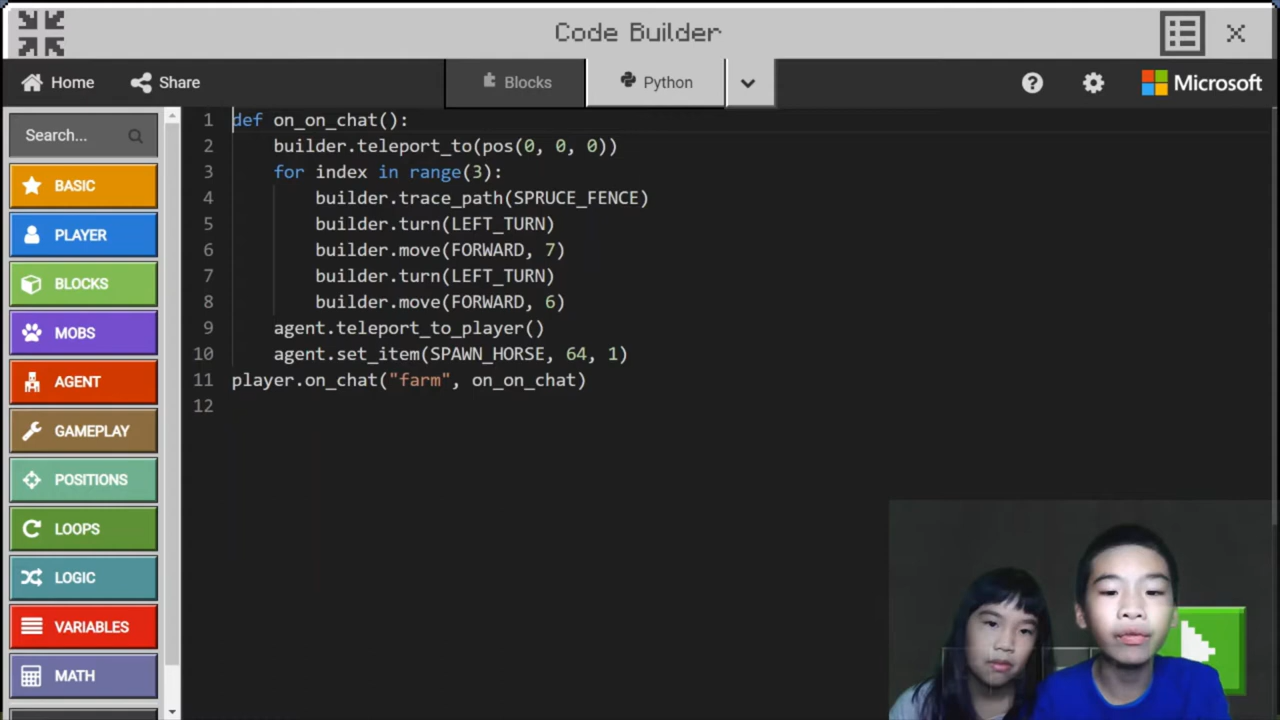 Code Builder
Home
Share
Blocks
Python
Microsoft
Search...
BASIC
PLAYER
BLOCKS
MOBS
AGENT
GAMEPLAY
POSITIONS
LOOPS
LOGIC
VARIABLES
MATH
1 def on_on_chat():
2 builder.teleport_to(pos(0, 0, 0))
3 for index in range(3):
4 builder.trace_path(SPRUCE_FENCE)
5 builder.turn(LEFT_TURN)
6 builder.move(FORWARD, 7)
7 builder.turn(LEFT_TURN)
8 builder.move(FORWARD, 6)
9 agent.teleport_to_player()
10 agent.set_item(SPAWN_HORSE, 64, 1)
11 player.on_chat("farm", on_on_chat)
12